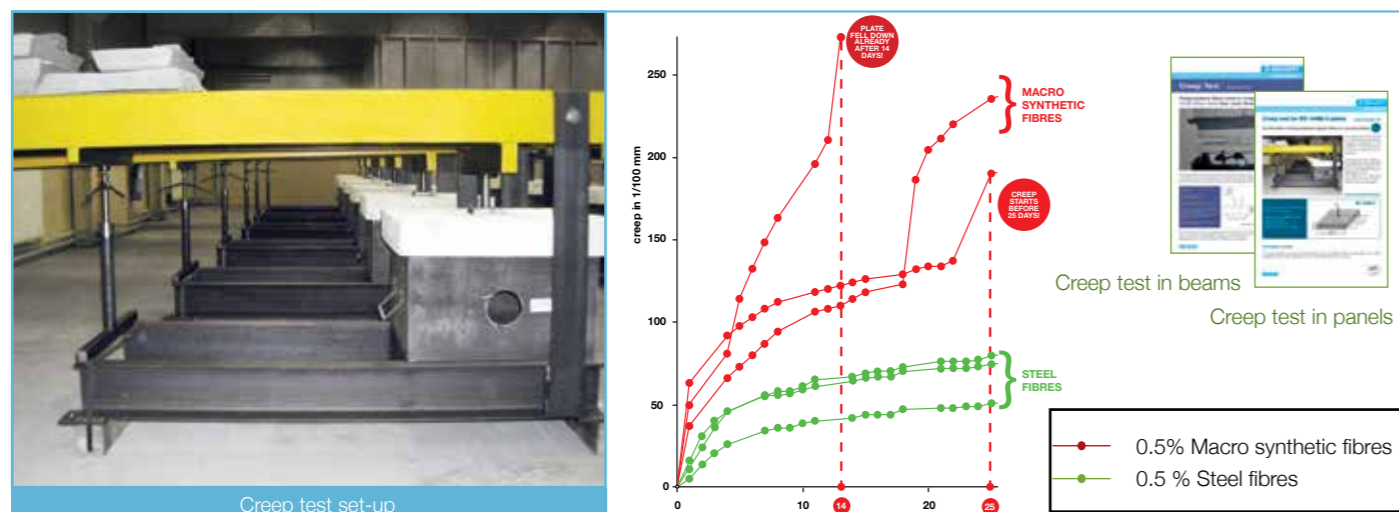 Creep test set-up
creep in 1/100 mm
250
200
150
100
50
0
0
10
14
20
25
PLATE
FELL DOWN
ALREADY
AFTER 14
DAYS!
MACRO
SYNTHETIC
FIBRES
CREEP
STARTS
BEFORE
25 DAYS!
STEEL
FIBRES
Creep test in beams
Creep test in panels
0.5% Macro synthetic fibres
0.5 % Steel fibres